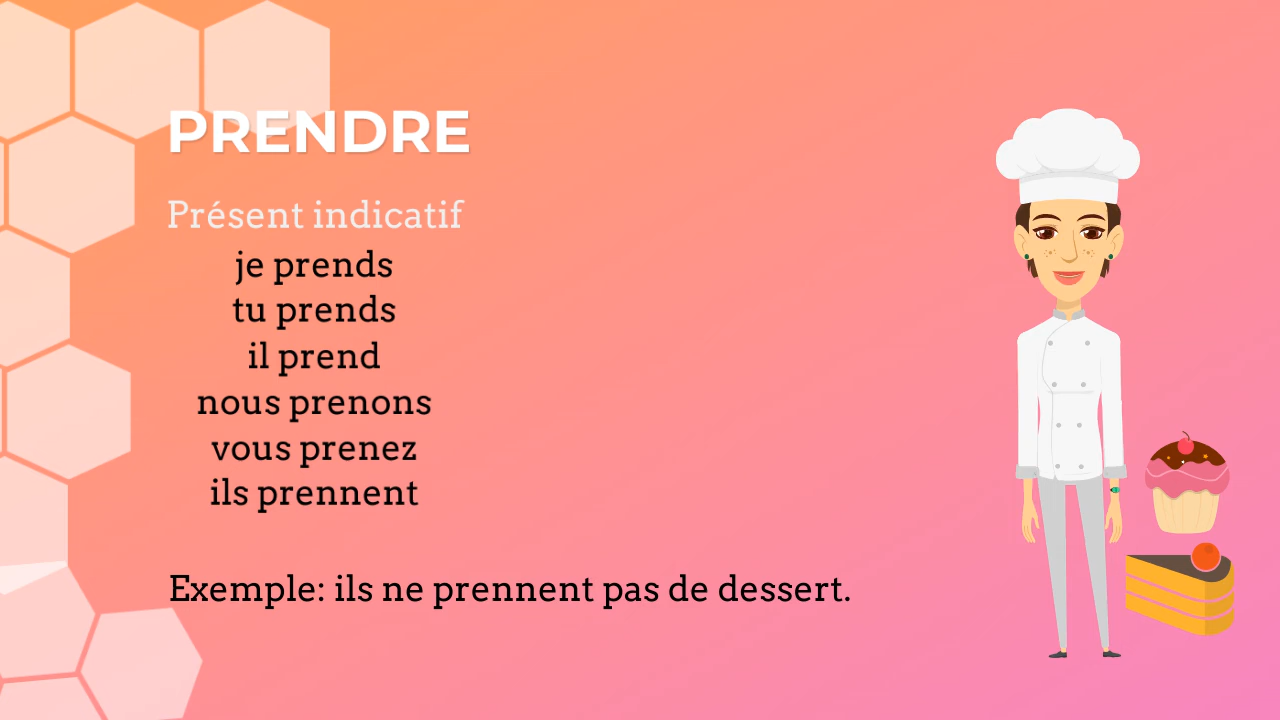 PRENDRE
Présent indicatif
je prends
tu prends
il prend
nous prenons
vous prenez
ils prennent
Exemple: ils ne prennent pas de dessert.